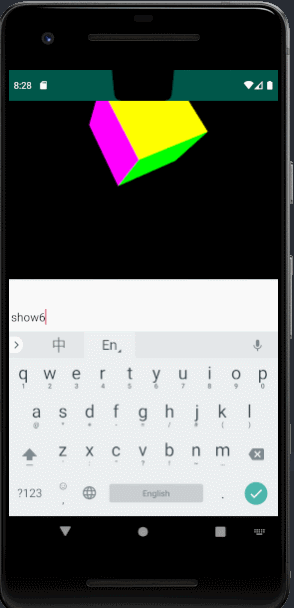 8:28
show6
中 En
q w e r t y u i o p
1 2 3 4 5 6 7 8 9 0
a s d f g h j k l
z x c v b n m
?123 , English .